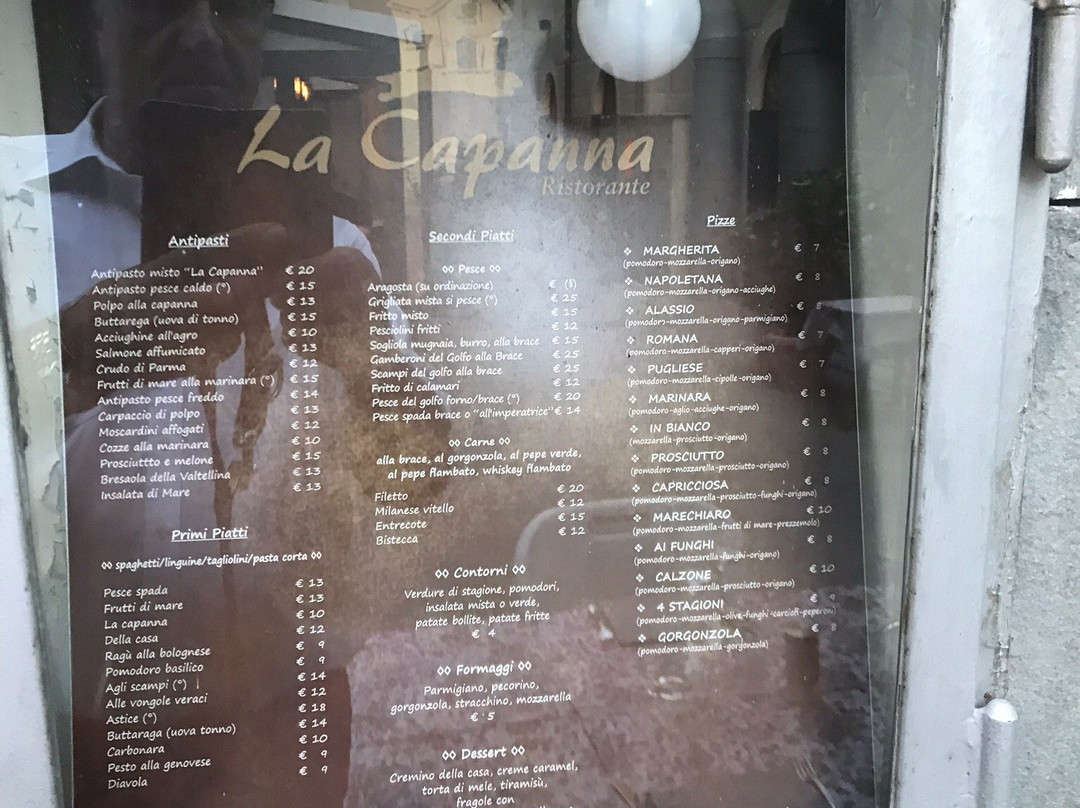 La Capanna
Ristorante
Antipasti
Antipasto misto "La Capanna" € 20
Antipasto pesce caldo (°) € 15
Polpo alla capanna € 13
Buttarega (uova di tonno) € 15
Acciughine all'agro € 10
Salmone affumicato € 13
Crudo di Parma € 12
Frutti di mare alla marinara (°) € 15
Antipasto pesce freddo € 14
Carpaccio di polpo € 13
Moscardini affogati € 12
Cozze alla marinara € 10
Prosciuttto e melone € 15
Bresaola della Valtellina € 13
Insalata di Mare € 13
Primi Piatti
◊◊ spaghetti/linguine/tagliolini/pasta corta ◊◊
Pesce spada € 13
Frutti di mare € 13
La capanna € 10
Della casa € 12
Ragù alla bolognese € 9
Pomodoro basilico € 9
Agli scampi (°) € 14
Alle vongole veraci € 12
Astice (°) € 18
Buttaraga (uova tonno) € 14
Carbonara € 10
Pesto alla genovese € 9
Diavola € 9
Secondi Piatti
◊◊ Pesce ◊◊
Aragosta (su ordinazione) € (§)
Grigliata mista si pesce (°) € 25
Fritto misto € 15
Pesciolini fritti € 12
Sogliola mugnaia, burro, alla brace € 15
Gamberoni del Golfo alla Brace € 25
Scampi del golfo alla brace € 25
Fritto di calamari € 12
Pesce del golfo forno/brace (°) € 20
Pesce spada brace o "all'imperatrice" € 14
◊◊ Carne ◊◊
alla brace, al gorgonzola, al pepe verde,
al pepe flambato, whiskey flambato
Filetto € 20
Milanese vitello € 12
Entrecote € 15
Bistecca € 12
◊◊ Contorni ◊◊
Verdure di stagione, pomodori,
insalata mista o verde,
patate bollite, patate fritte
€ 4
◊◊ Formaggi ◊◊
Parmigiano, pecorino,
gorgonzola, stracchino, mozzarella
€ 5
◊◊ Dessert ◊◊
Cremino della casa, creme caramel,
torta di mele, tiramisù,
fragole con
Pizze
❖ MARGHERITA € 7
(pomodoro-mozzarella-origano)
❖ NAPOLETANA € 8
(pomodoro-mozzarella-origano-acciughe)
❖ ALASSIO € 8
(pomodoro-mozzarella-origano-parmigiano)
❖ ROMANA € 7
(pomodoro-mozzarella-capperi-origano)
❖ PUGLIESE € 7
(pomodoro-mozzarella-cipolle-origano)
❖ MARINARA € 8
(pomodoro-aglio-acciughe-origano)
❖ IN BIANCO € 8
(mozzarella-prosciutto-origano)
❖ PROSCIUTTO € 8
(pomodoro-mozzarella-prosciutto-origano)
❖ CAPRICCIOSA € 8
(pomodoro-mozzarella-prosciutto-funghi-origano)
❖ MARECHIARO € 10
(pomodoro-mozzarella-frutti di mare-prezzemolo)
❖ AI FUNGHI € 8
(pomodoro-mozzarella-funghi-origano)
❖ CALZONE € 10
(pomodoro-mozzarella-prosciutto-origano)
❖ 4 STAGIONI € 9
(pomodoro-mozzarella-olive-funghi-carciofi-peperoni)
❖ GORGONZOLA € 8
(pomodoro-mozzarella-gorgonzola)